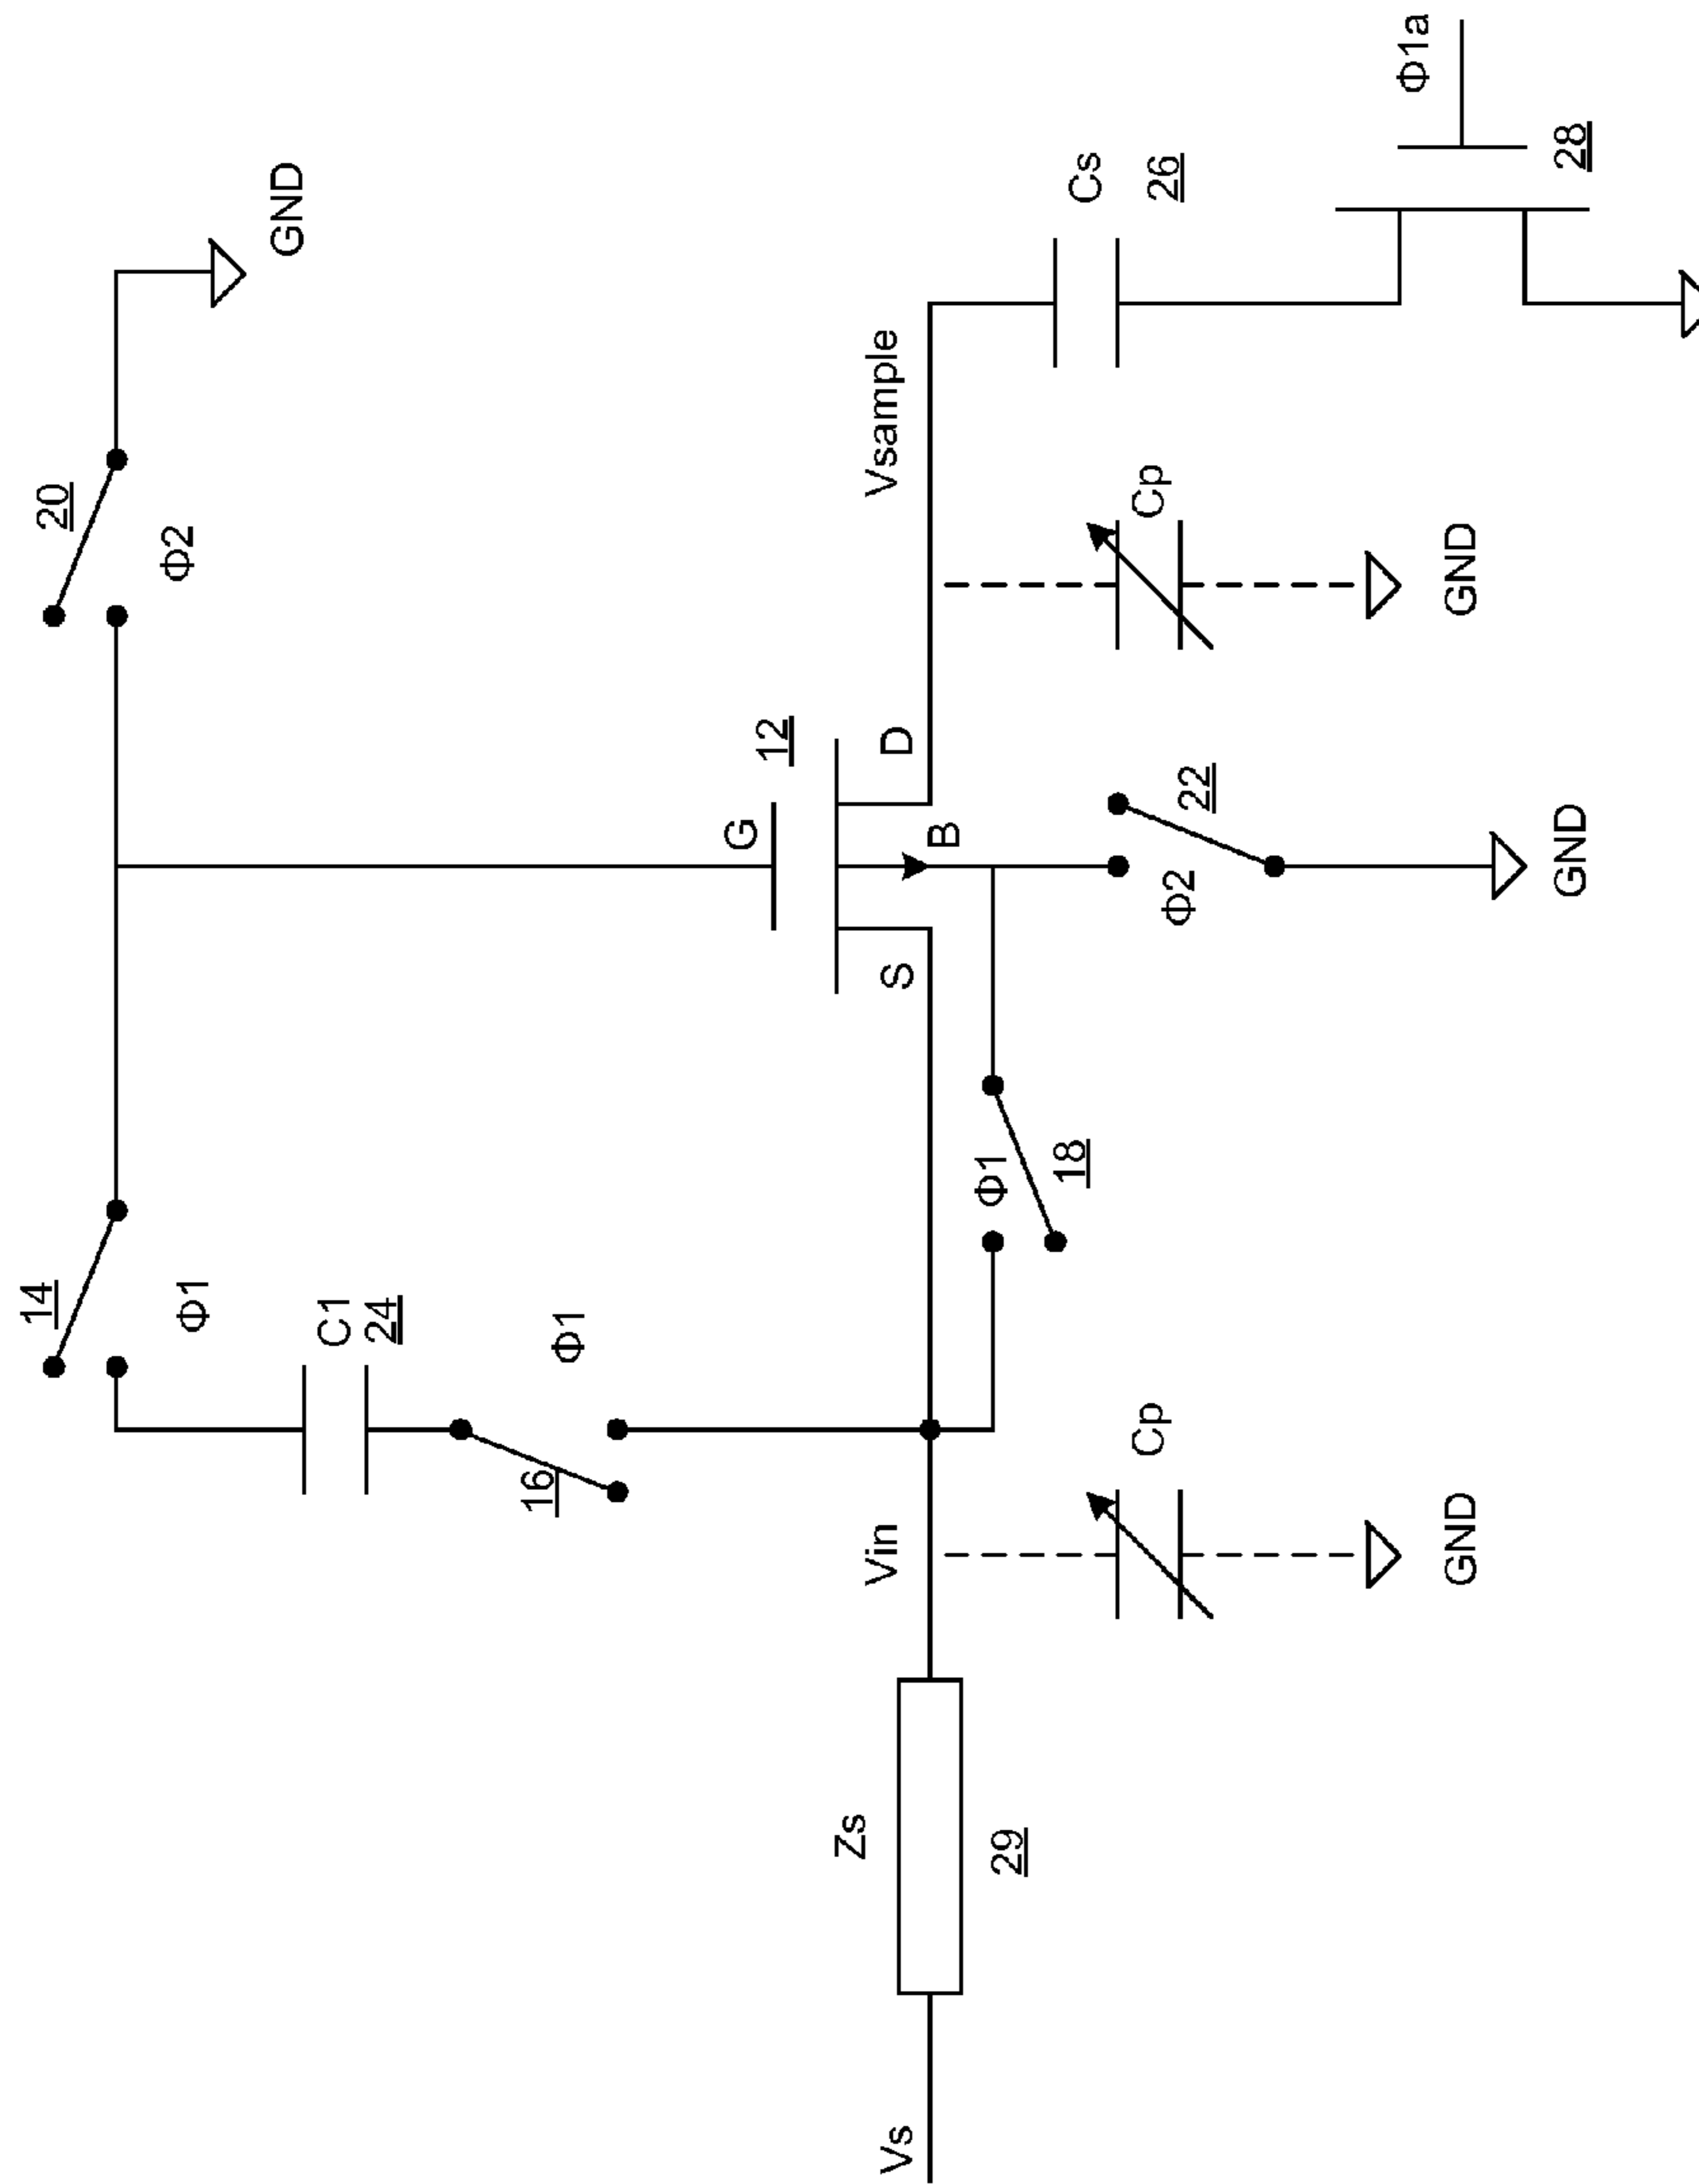 14
Φ1
C1
24
16
Φ1
20
Φ2
GND
G
12
S
B
D
Vs
Zs
29
Vin
Cp
GND
Φ1
18
Φ2
22
GND
Vsample
Cp
GND
Cs
26
Φ1a
28